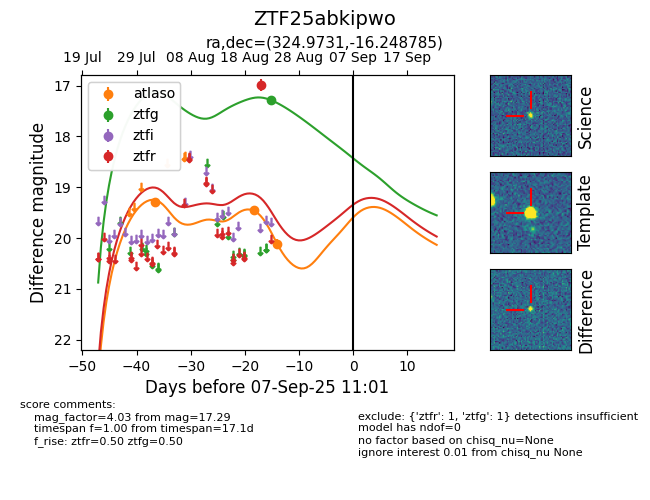 ZTF25abkipwo
ra,dec=(324.9731,-16.248785)
19 Jul 29 Jul 08 Aug 18 Aug 28 Aug 07 Sep 17 Sep
17
18
19
20
21
22
Difference magnitude
atlaso
ztfg
ztfi
ztfr
−50 −40 −30 −20 −10 0 10
Days before 07-Sep-25 11:01
Science
Template
Difference
score comments:
mag_factor=4.03 from mag=17.29
timespan f=1.00 from timespan=17.1d
f_rise: ztfr=0.50 ztfg=0.50
exclude: {'ztfr': 1, 'ztfg': 1} detections insufficient
model has ndof=0
no factor based on chisq_nu=None
ignore interest 0.01 from chisq_nu None